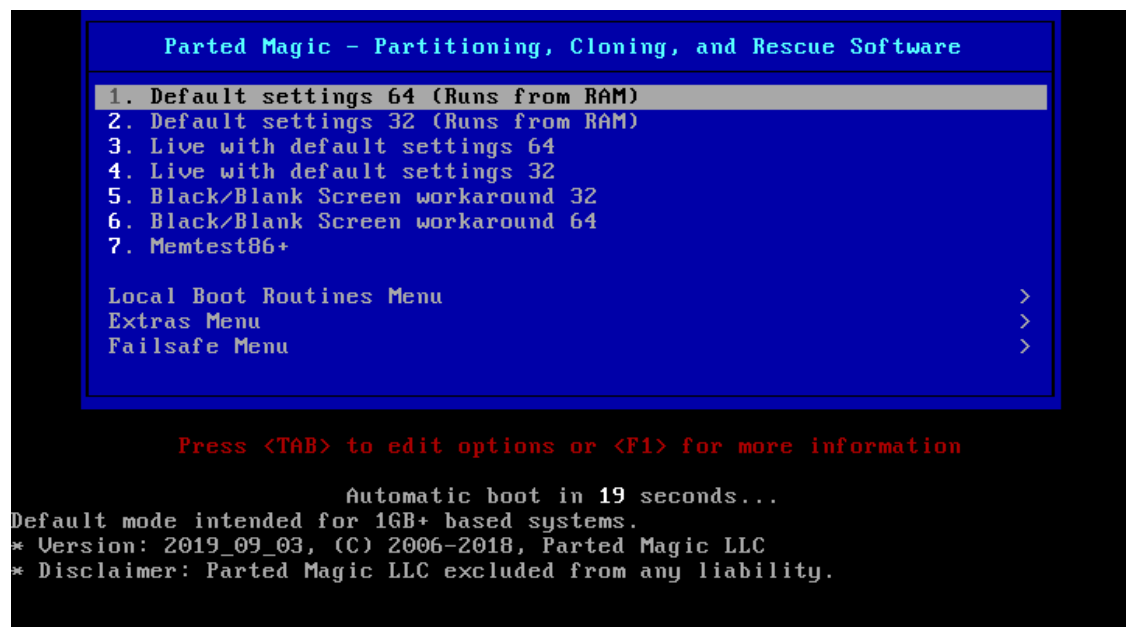 Parted Magic - Partitioning, Cloning, and Rescue Software
1. Default settings 64 (Runs from RAM)
2. Default settings 32 (Runs from RAM)
3. Live with default settings 64
4. Live with default settings 32
5. Black/Blank Screen workaround 32
6. Black/Blank Screen workaround 64
7. Memtest86+
Local Boot Routines Menu >
Extras Menu >
Failsafe Menu >
Press <TAB> to edit options or <F1> for more information
Automatic boot in 19 seconds...
Default mode intended for 1GB+ based systems.
* Version: 2019_09_03, (C) 2006-2018, Parted Magic LLC
* Disclaimer: Parted Magic LLC excluded from any liability.